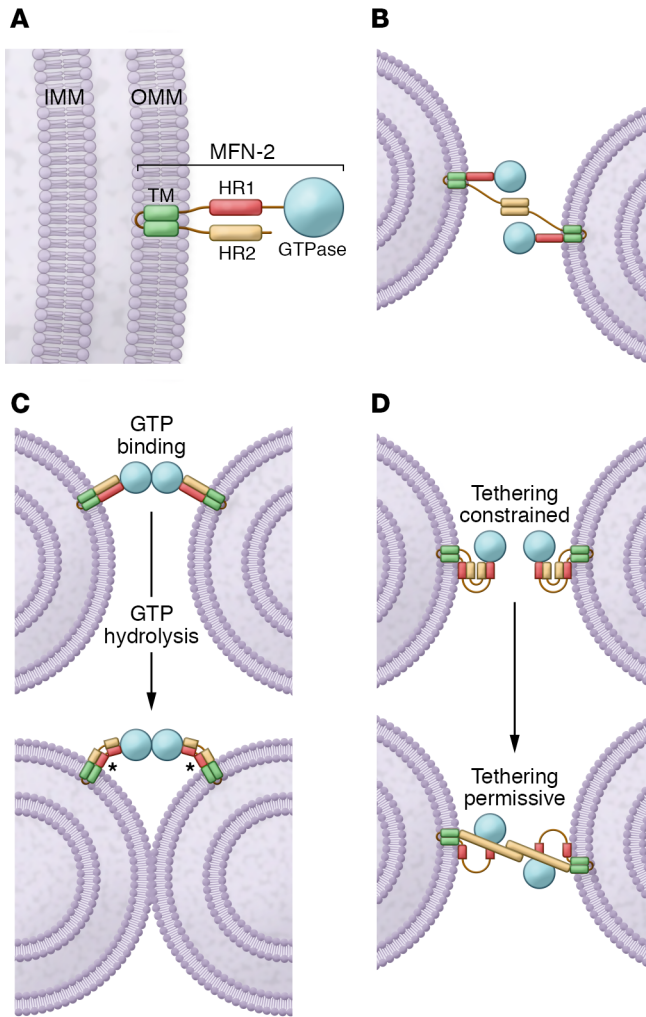 A
IMM
OMM
MFN-2
TM
HR1
HR2
GTPase
B
C
GTP
binding
GTP
hydrolysis
*
*
D
Tethering
constrained
Tethering
permissive